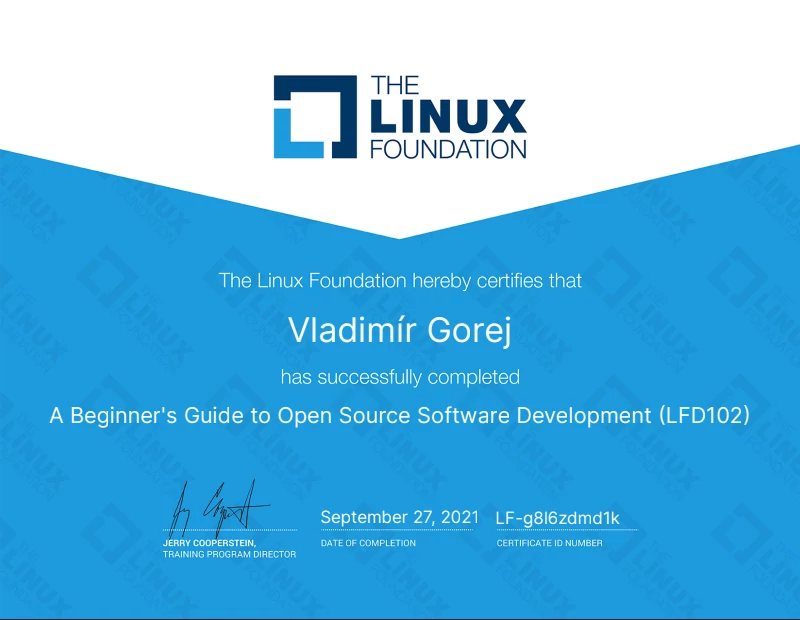 THE
LINUX
FOUNDATION
The Linux Foundation hereby certifies that
Vladimír Gorej
has successfully completed
A Beginner's Guide to Open Source Software Development (LFD102)
September 27, 2021
LF-g8l6zdmd1k
JERRY COOPERSTEIN,
TRAINING PROGRAM DIRECTOR
DATE OF COMPLETION
CERTIFICATE ID NUMBER